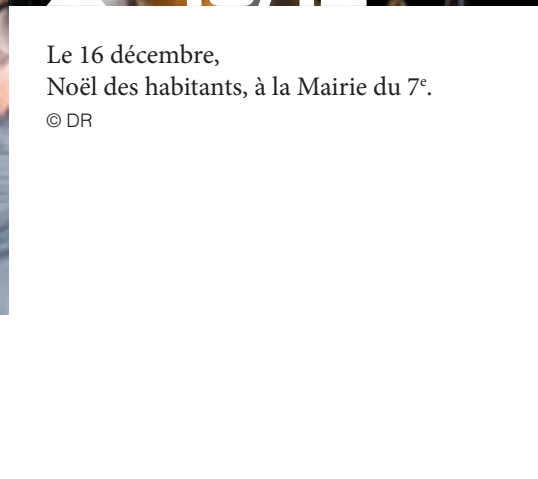 Le 16 décembre,
Noël des habitants, à la Mairie du 7ᵉ.
© DR